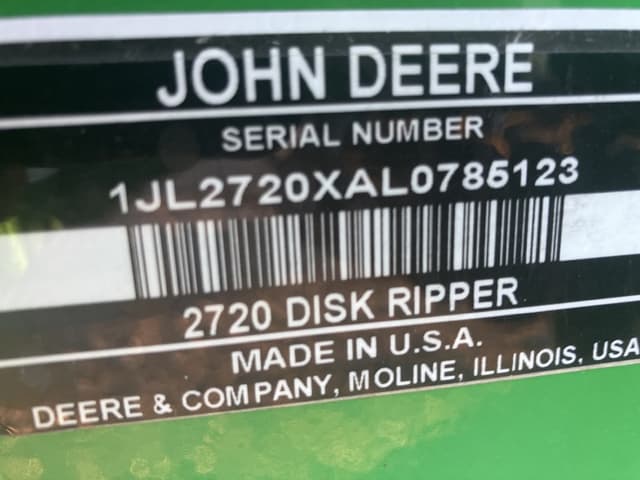 JOHN DEERE
SERIAL NUMBER
1JL2720XAL0785123
2720 DISK RIPPER
MADE IN U.S.A.
DEERE & COMPANY, MOLINE, ILLINOIS, USA